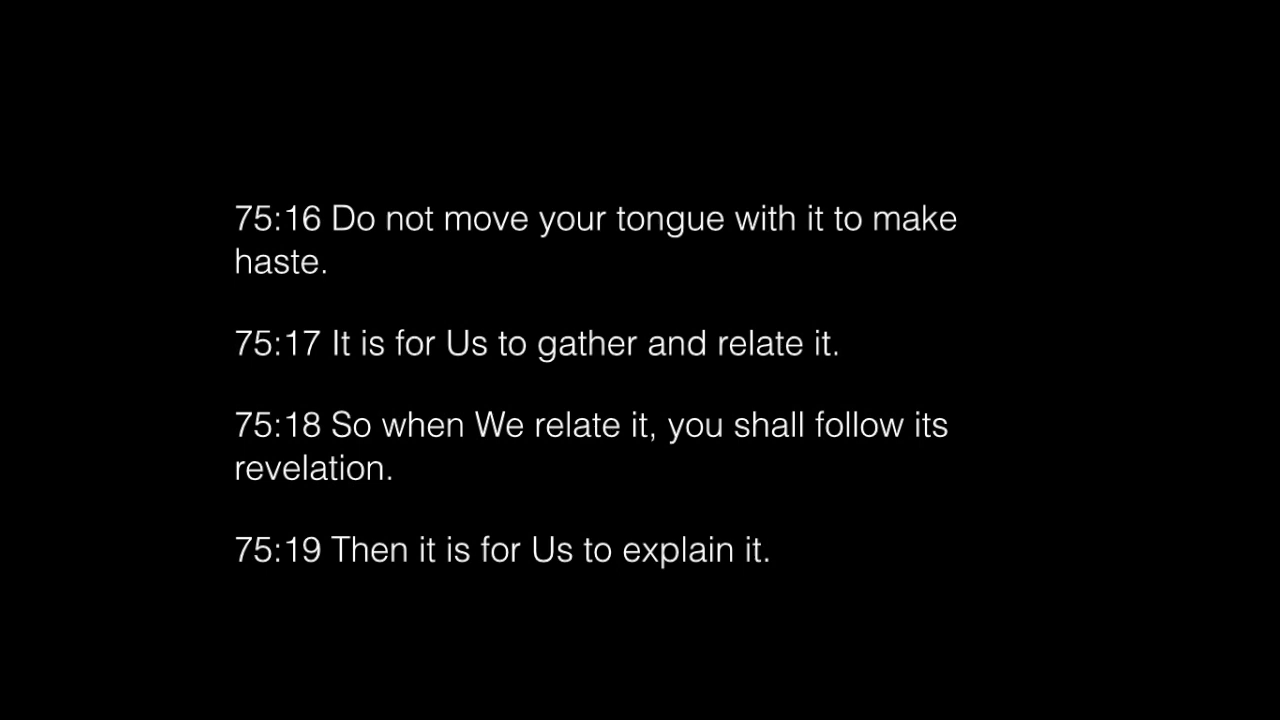 75:16 Do not move your tongue with it to make
haste.
75:17 It is for Us to gather and relate it.
75:18 So when We relate it, you shall follow its
revelation.
75:19 Then it is for Us to explain it.